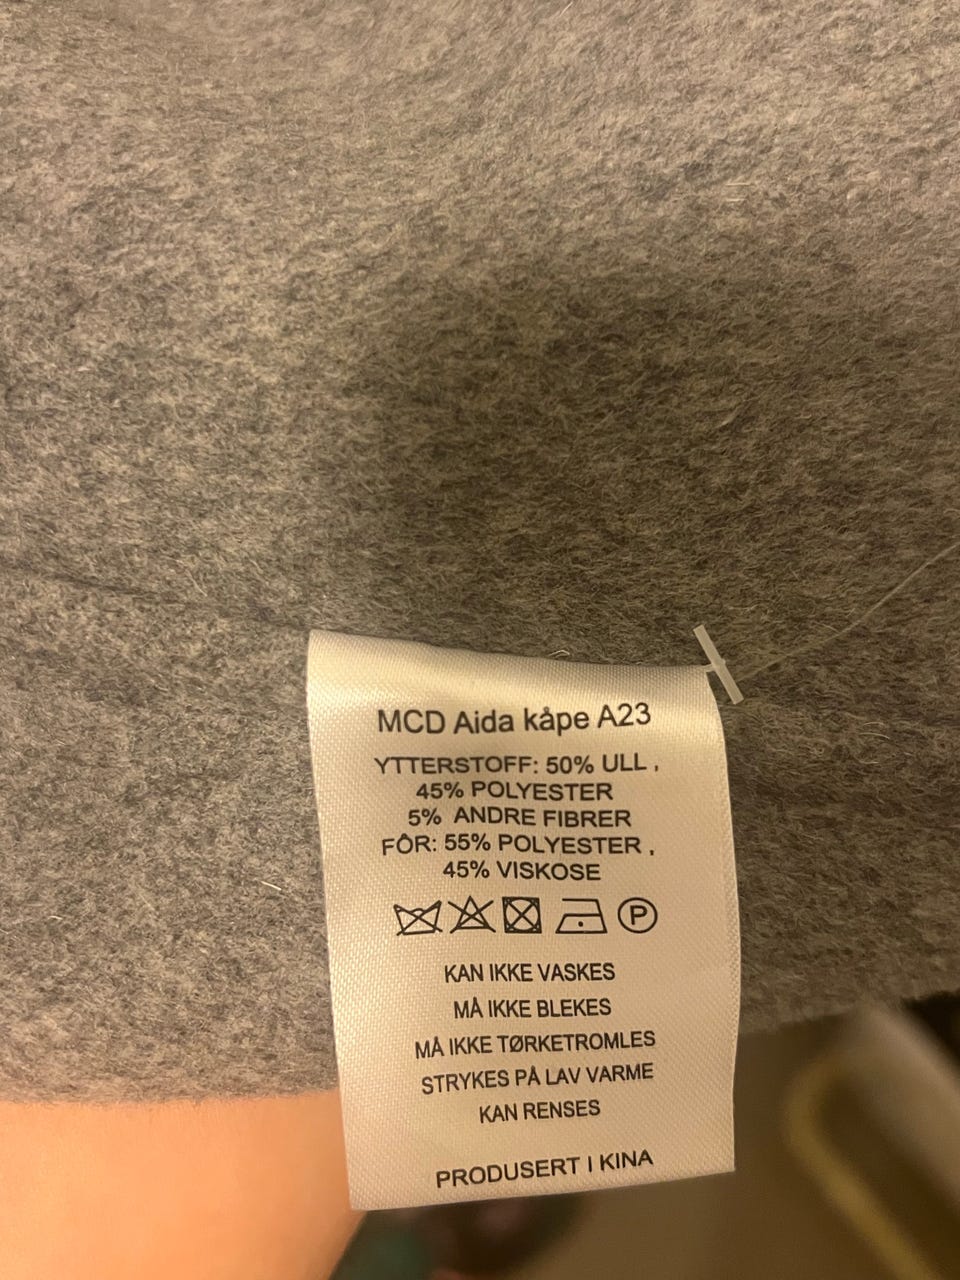 MCD Aida kåpe A23
YTTERSTOFF: 50% ULL ,
45% POLYESTER
5% ANDRE FIBRER
FÔR: 55% POLYESTER ,
45% VISKOSE
P
KAN IKKE VASKES
MÅ IKKE BLEKES
MÅ IKKE TØRKETROMLES
STRYKES PÅ LAV VARME
KAN RENSES
PRODUSERT I KINA